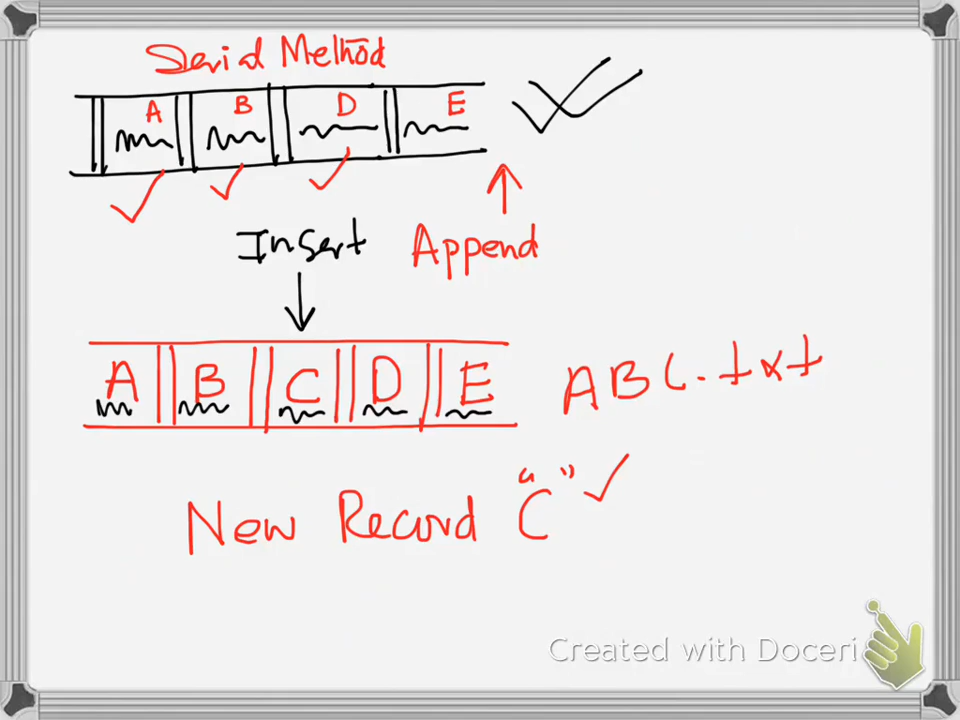 Serial Method
A B D E
Insert Append
A B C D E ABC.txt
New Record "C"
Created with Doceri